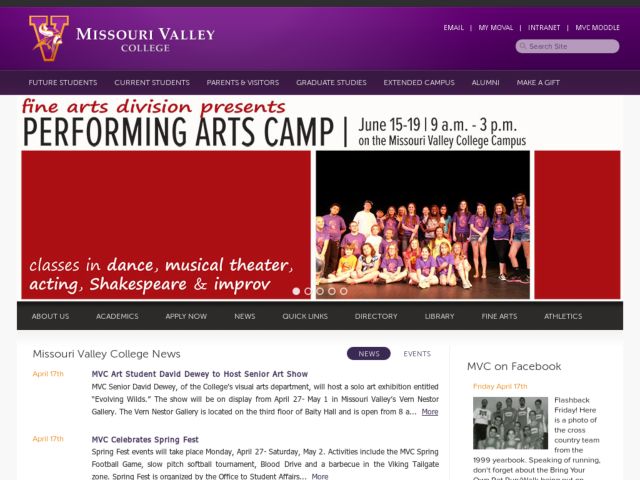 MISSOURI VALLEY
COLLEGE
EMAIL | MY MOVAL | INTRANET | MVC MOODLE
Search Site
FUTURE STUDENTS CURRENT STUDENTS PARENTS & VISITORS GRADUATE STUDIES EXTENDED CAMPUS ALUMNI MAKE A GIFT
fine arts division presents
PERFORMING ARTS CAMP | June 15-19 | 9 a.m. - 3 p.m.
on the Missouri Valley College Campus
classes in dance, musical theater,
acting, Shakespeare & improv
ABOUT US ACADEMICS APPLY NOW NEWS QUICK LINKS DIRECTORY LIBRARY FINE ARTS ATHLETICS
Missouri Valley College News NEWS EVENTS
April 17th MVC Art Student David Dewey to Host Senior Art Show
MVC Senior David Dewey, of the College's visual arts department, will host a solo art exhibition entitled
"Evolving Wilds." The show will be on display from April 27- May 1 in Missouri Valley's Vern Nestor
Gallery. The Vern Nestor Gallery is located on the third floor of Baity Hall and is open from 8 a... More
April 17th MVC Celebrates Spring Fest
Spring Fest events will take place Monday, April 27- Saturday, May 2. Activities include the MVC Spring
Football Game, slow pitch softball tournament, Blood Drive and a barbecue in the Viking Tailgate
zone. Spring Fest is organized by the Office to Student Affairs... More
MVC on Facebook
Friday April 17th
Flashback
Friday! Here
is a photo of
the cross
country team
from the
1999 yearbook. Speaking of running,
don't forget about the Bring Your
Own Pet Run/Walk being put on